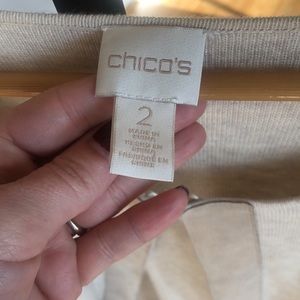 chico's
2
MADE IN
CHINA
HECHO EN
CHINA
FABRIQUÉ EN
CHINE